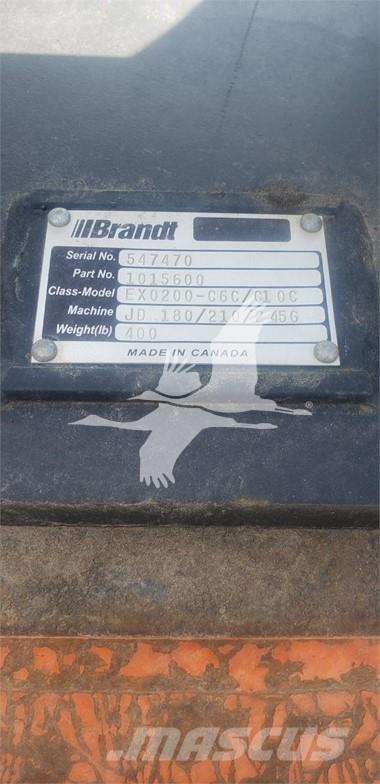 Brandt
Serial No. 547470
Part No. 1015600
Class-Model EX0200-C6C/C10C
Machine JD 180/210/245G
Weight(lb) 400
MADE IN CANADA
®
MASCUS